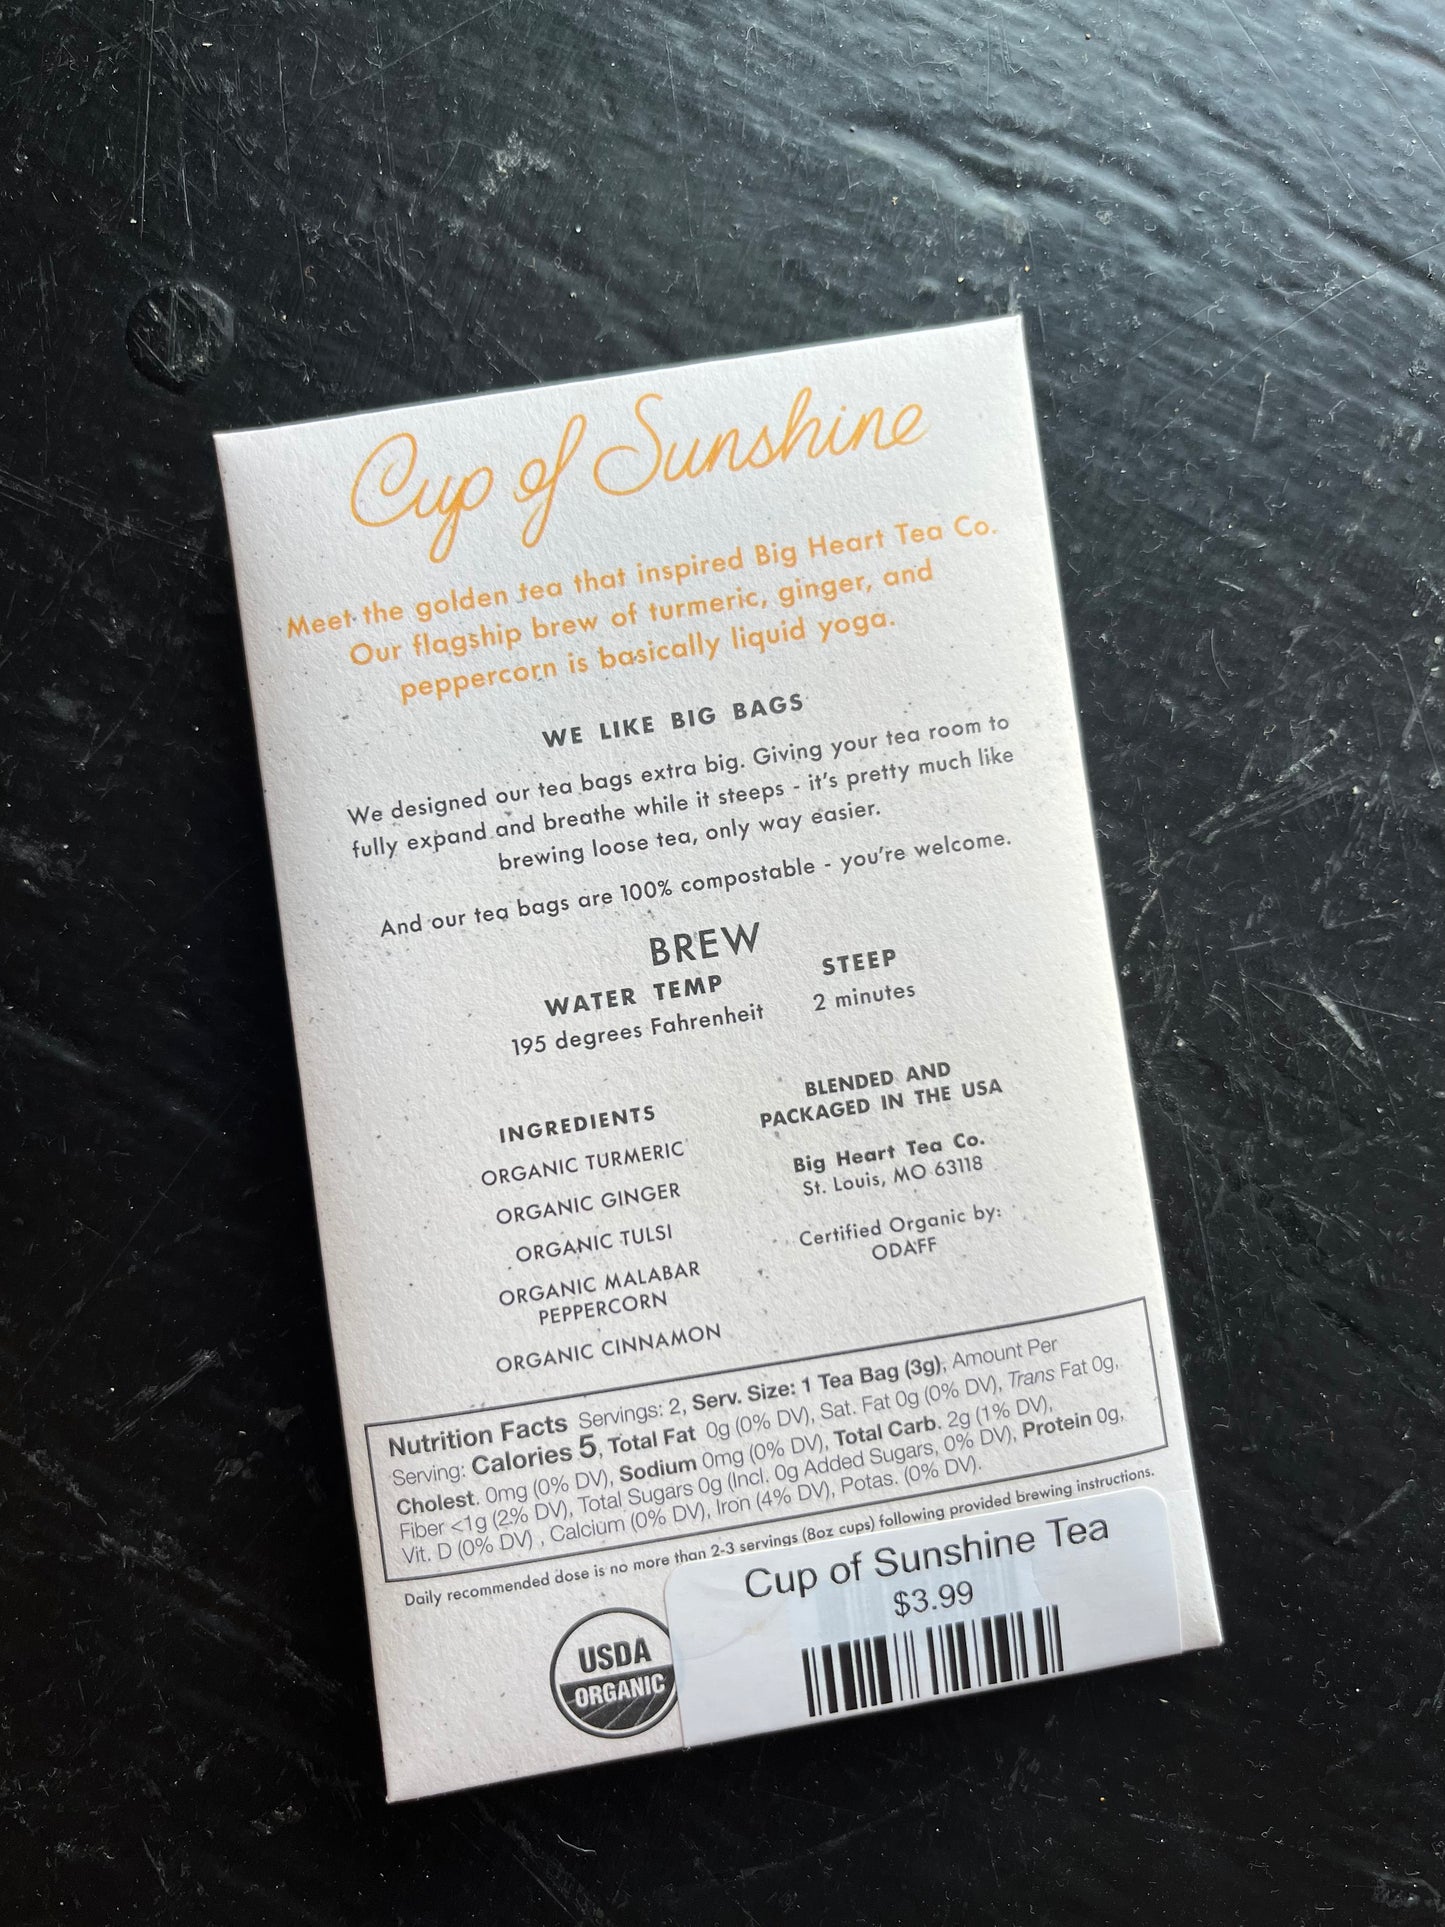 Cup of Sunshine
Meet the golden tea that inspired Big Heart Tea Co.
Our flagship brew of turmeric, ginger, and
peppercorn is basically liquid yoga.
WE LIKE BIG BAGS
We designed our tea bags extra big. Giving your tea room to
fully expand and breathe while it steeps - it's pretty much like
brewing loose tea, only way easier.
And our tea bags are 100% compostable - you're welcome.
BREW
WATER TEMP
195 degrees Fahrenheit
STEEP
2 minutes
INGREDIENTS
ORGANIC TURMERIC
ORGANIC GINGER
ORGANIC TULSI
ORGANIC MALABAR
PEPPERCORN
ORGANIC CINNAMON
BLENDED AND
PACKAGED IN THE USA
Big Heart Tea Co.
St. Louis, MO 63118
Certified Organic by:
ODAFF
Nutrition Facts Servings: 2, Serv. Size: 1 Tea Bag (3g), Amount Per
Serving: Calories 5, Total Fat 0g (0% DV), Sat. Fat 0g (0% DV), Trans Fat 0g,
Cholest. 0mg (0% DV), Sodium 0mg (0% DV), Total Carb. 2g (1% DV),
Fiber <1g (2% DV), Total Sugars 0g (Incl. 0g Added Sugars, 0% DV), Protein 0g,
Vit. D (0% DV) , Calcium (0% DV), Iron (4% DV), Potas. (0% DV).
Daily recommended dose is no more than 2-3 servings (8oz cups) following provided brewing instructions.
USDA
ORGANIC
Cup of Sunshine Tea
$3.99